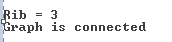 Rib = 3
Graph is connected